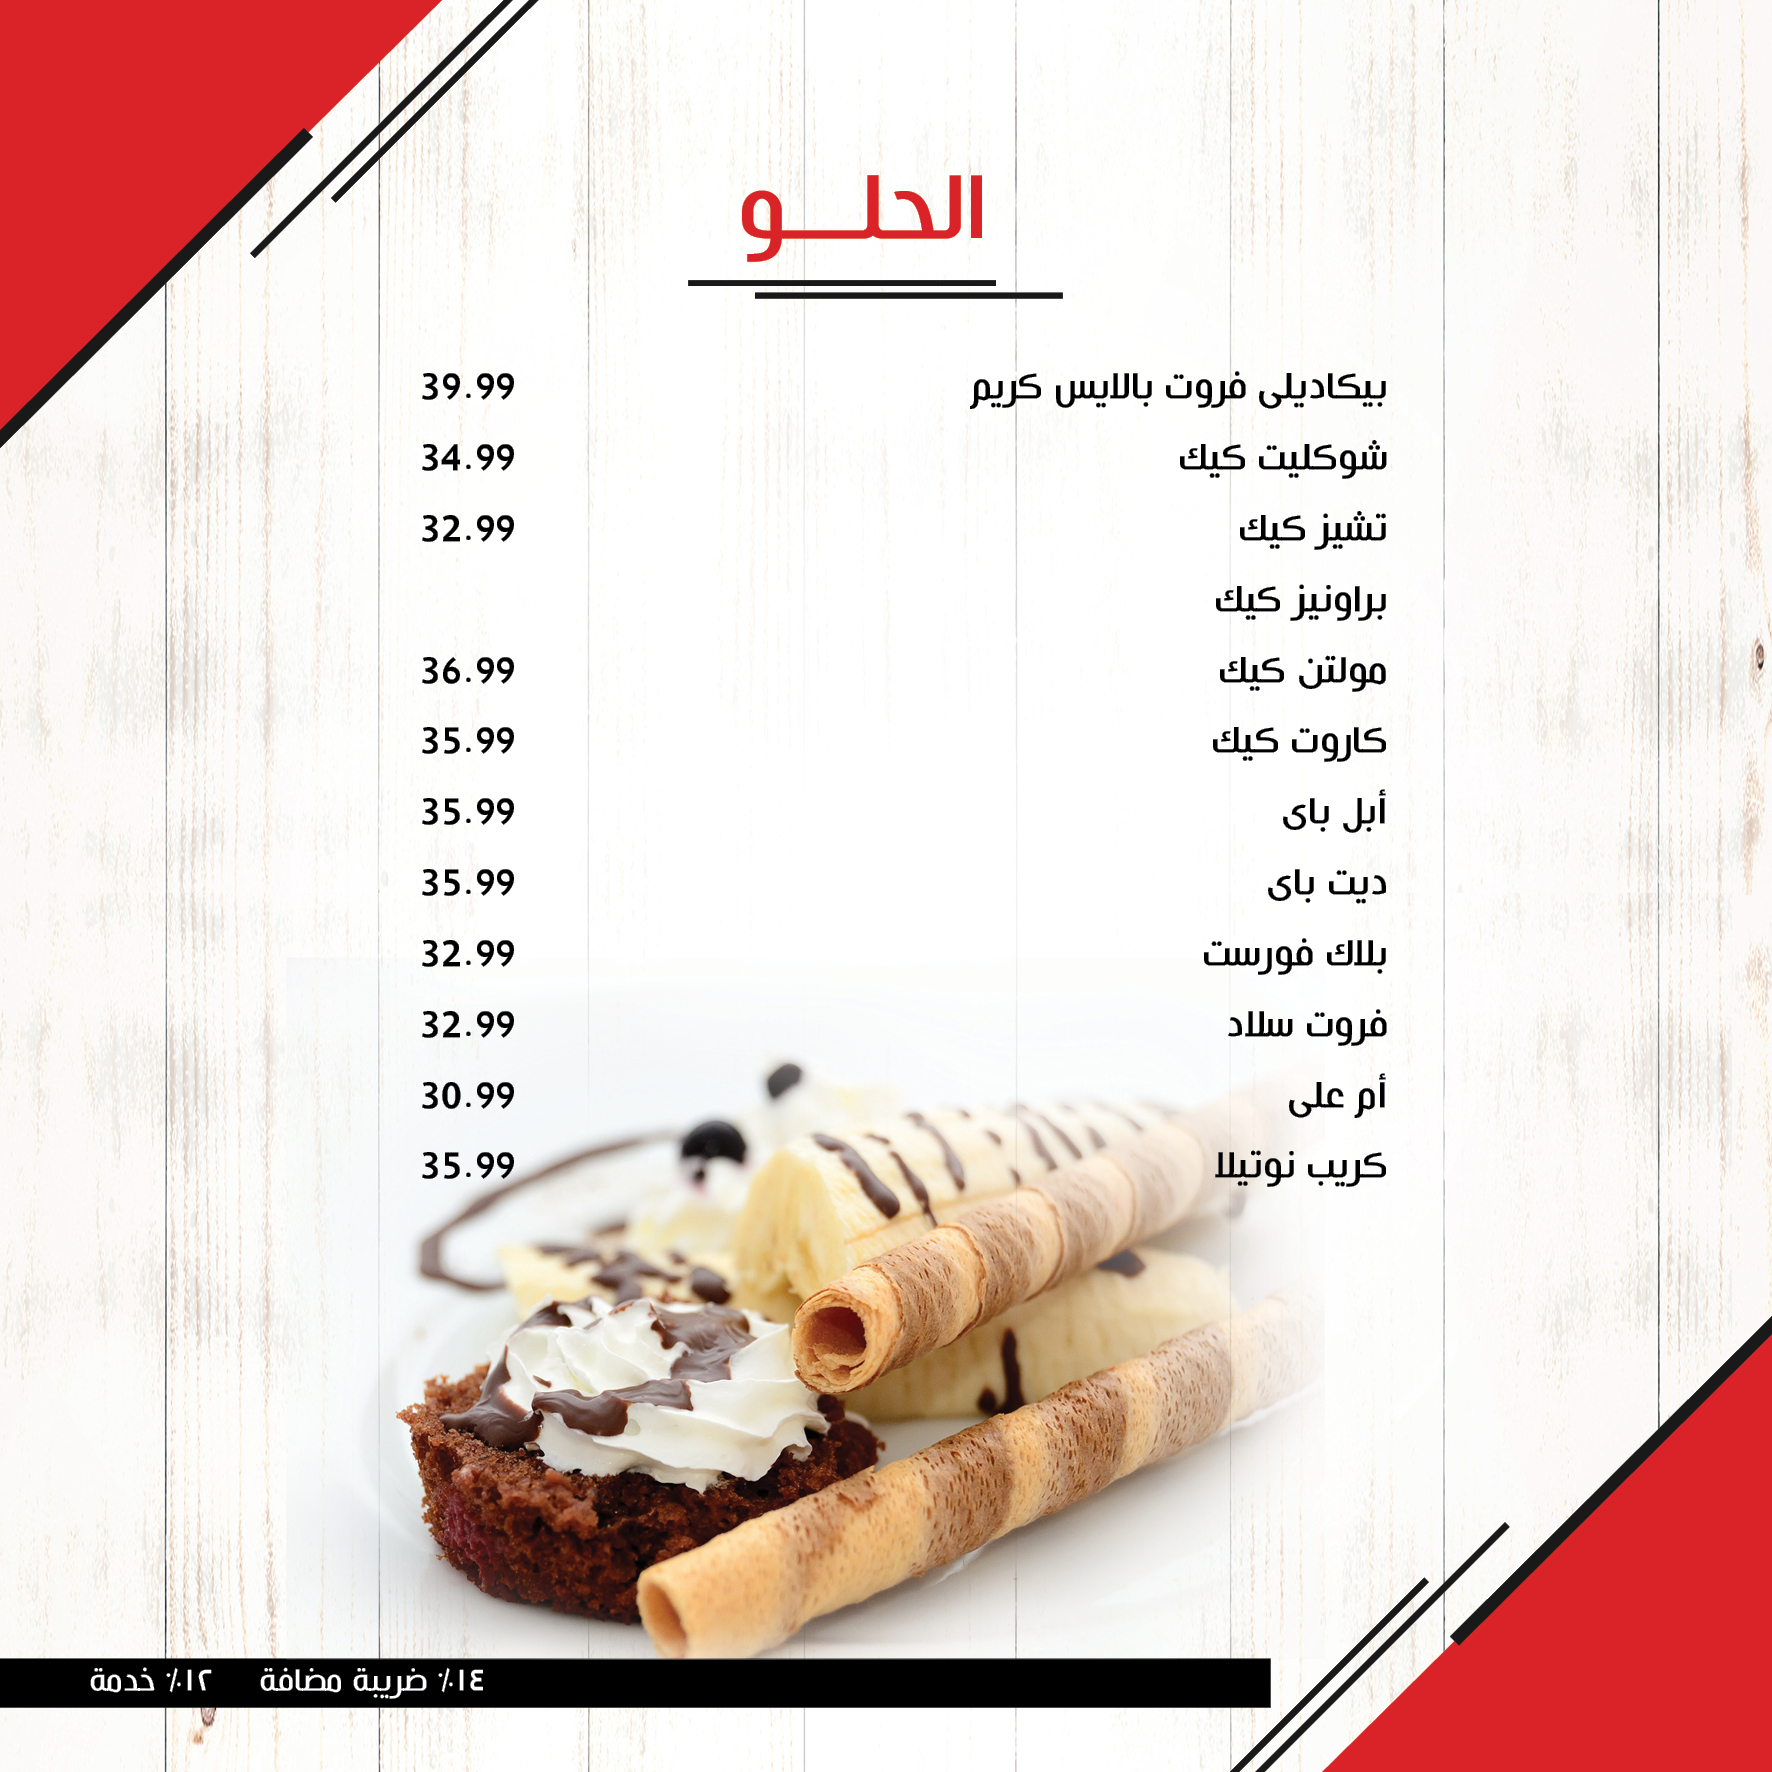 الحلـــو
بيكاديلى فروت بالايس كريم 39.99
شوكليت كيك 34.99
تشيز كيك 32.99
براونيز كيك
مولتن كيك 36.99
كاروت كيك 35.99
أبل باى 35.99
ديت باى 35.99
بلاك فورست 32.99
فروت سلاد 32.99
أم على 30.99
كريب نوتيلا 35.99
١٤٪ ضريبة مضافة ١٢٪ خدمة